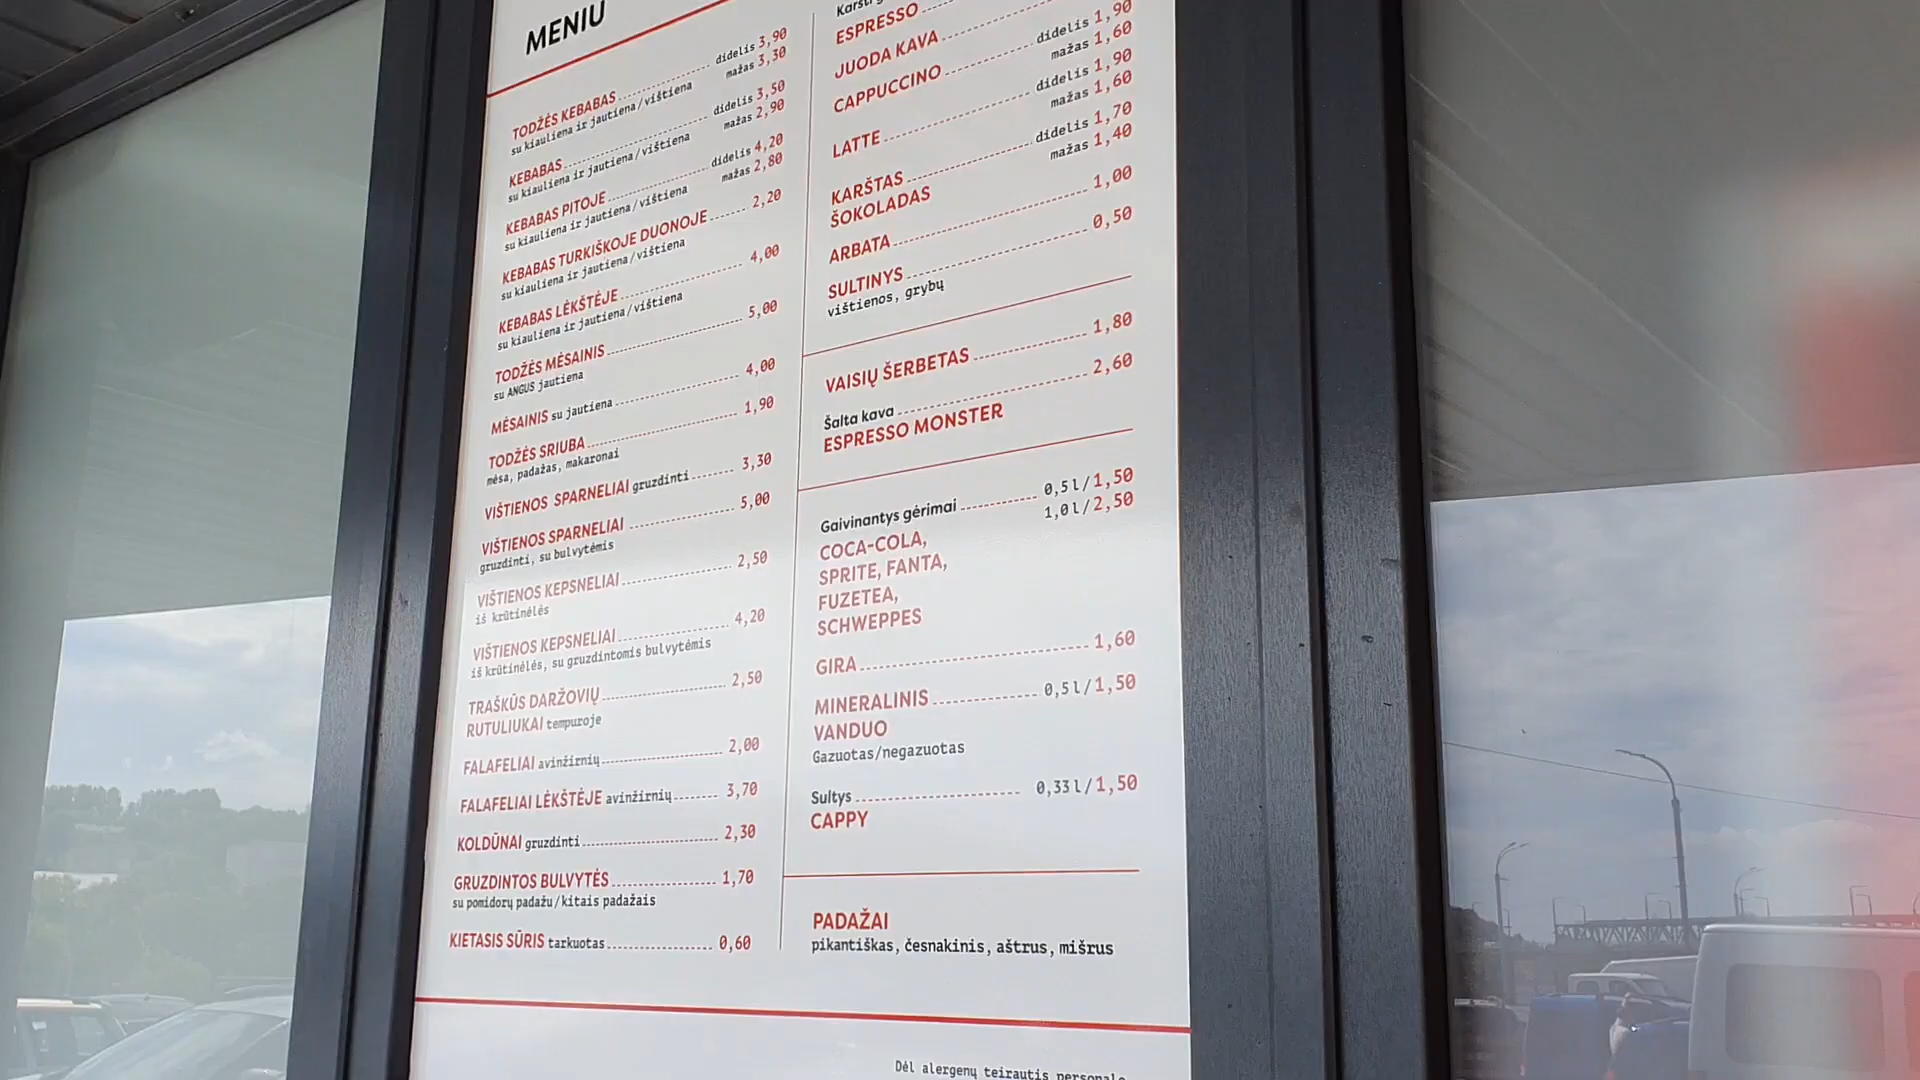 MENIU
TODŽĖS KEBABAS didelis 3,90
su kiauliena ir jautiena/vištiena mažas 3,30
KEBABAS didelis 3,50
su kiauliena ir jautiena/vištiena mažas 2,90
KEBABAS PITOJE didelis 4,20
su kiauliena ir jautiena/vištiena mažas 2,80
KEBABAS TURKIŠKOJE DUONOJE 2,20
su kiauliena ir jautiena/vištiena
KEBABAS LĖKŠTĖJE 4,00
su kiauliena ir jautiena/vištiena
TODŽĖS MĖSAINIS 5,00
su ANGUS jautiena
MĖSAINIS su jautiena 4,00
TODŽĖS SRIUBA 1,90
mėsa, padažas, makaronai
VIŠTIENOS SPARNELIAI gruzdinti 3,30
VIŠTIENOS SPARNELIAI 5,00
gruzdinti, su bulvytėmis
VIŠTIENOS KEPSNELIAI 2,50
iš krūtinėlės
VIŠTIENOS KEPSNELIAI 4,20
iš krūtinėlės, su gruzdintomis bulvytėmis
TRAŠKŪS DARŽOVIŲ 2,50
RUTULIUKAI tempuroje
FALAFELIAI avinžirnių 2,00
FALAFELIAI LĖKŠTĖJE avinžirnių 3,70
KOLDŪNAI gruzdinti 2,30
GRUZDINTOS BULVYTĖS 1,70
su pomidorų padažu/kitais padažais
KIETASIS SŪRIS tarkuotas 0,60
Karšti
ESPRESSO
JUODA KAVA
CAPPUCCINO didelis 1,90
mažas 1,60
LATTE didelis 1,90
mažas 1,60
KARŠTAS didelis 1,70
ŠOKOLADAS mažas 1,40
ARBATA 1,00
SULTINYS 0,50
vištienos, grybų
VAISIŲ ŠERBETAS 1,80
Šalta kava 2,60
ESPRESSO MONSTER
Gaivinantys gėrimai 0,5l/1,50
1,0l/2,50
COCA-COLA,
SPRITE, FANTA,
FUZETEA,
SCHWEPPES
GIRA 1,60
MINERALINIS 0,5l/1,50
VANDUO
Gazuotas/negazuotas
Sultys 0,33l/1,50
CAPPY
PADAŽAI
pikantiškas, česnakinis, aštrus, mišrus
Dėl alergenų teirautis personalo